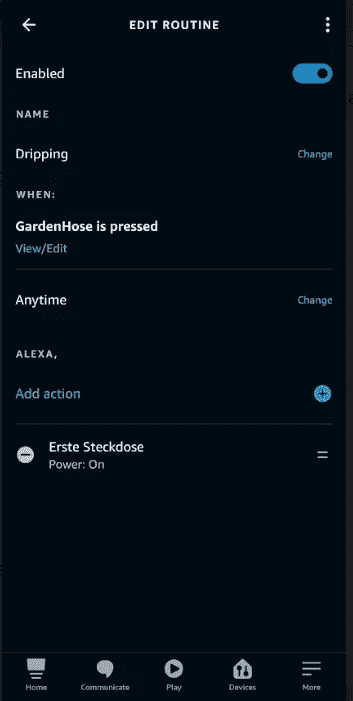 EDIT ROUTINE
Enabled
NAME
Dripping
Change
WHEN:
GardenHose is pressed
View/Edit
Anytime
Change
ALEXA,
Add action
Erste Steckdose
Power: On
Home
Communicate
Play
Devices
More